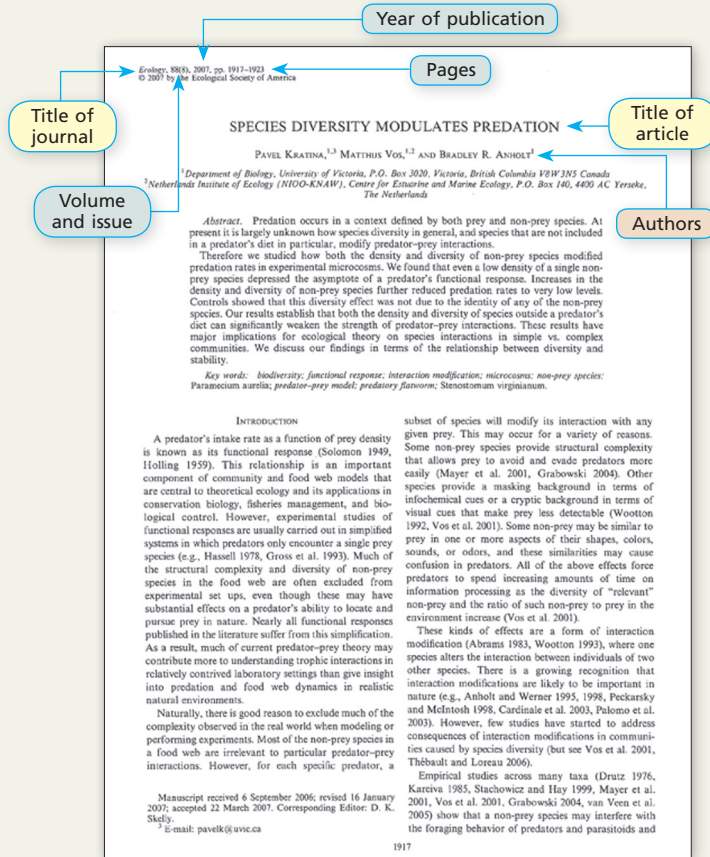 Year of publication
Ecology, 88(8), 2007, pp. 1917–1923
© 2007 by the Ecological Society of America
Pages
Title of
journal
Title of
article
SPECIES DIVERSITY MODULATES PREDATION
PAVEL KRATINA,1,3 MATTHIJS VOS,1,2 AND BRADLEY R. ANHOLT1
1Department of Biology, University of Victoria, P.O. Box 3020, Victoria, British Columbia V8W3N5 Canada
2Netherlands Institute of Ecology (NIOO-KNAW), Centre for Estuarine and Marine Ecology, P.O. Box 140, 4400 AC Yerseke,
The Netherlands
Volume
and issue
Authors
Abstract. Predation occurs in a context defined by both prey and non-prey species. At
present it is largely unknown how species diversity in general, and species that are not included
in a predator's diet in particular, modify predator–prey interactions.
Therefore we studied how both the density and diversity of non-prey species modified
predation rates in experimental microcosms. We found that even a low density of a single non-
prey species depressed the asymptote of a predator's functional response. Increases in the
density and diversity of non-prey species further reduced predation rates to very low levels.
Controls showed that this diversity effect was not due to the identity of any of the non-prey
species. Our results establish that both the density and diversity of species outside a predator's
diet can significantly weaken the strength of predator–prey interactions. These results have
major implications for ecological theory on species interactions in simple vs. complex
communities. We discuss our findings in terms of the relationship between diversity and
stability.
Key words: biodiversity; functional response; interaction modification; microcosms; non-prey species;
Paramecium aurelia; predator–prey model; predatory flatworm; Stenostomum virginianum.
INTRODUCTION
A predator's intake rate as a function of prey density
is known as its functional response (Solomon 1949,
Holling 1959). This relationship is an important
component of community and food web models that
are central to theoretical ecology and its applications in
conservation biology, fisheries management, and bio-
logical control. However, experimental studies of
functional responses are usually carried out in simplified
systems in which predators only encounter a single prey
species (e.g., Hassell 1978, Gross et al. 1993). Much of
the structural complexity and diversity of non-prey
species in the food web are often excluded from
experimental set ups, even though these may have
substantial effects on a predator's ability to locate and
pursue prey in nature. Nearly all functional responses
published in the literature suffer from this simplification.
As a result, much of current predator–prey theory may
contribute more to understanding trophic interactions in
relatively contrived laboratory settings than give insight
into predation and food web dynamics in realistic
natural environments.
Naturally, there is good reason to exclude much of the
complexity observed in the real world when modeling or
performing experiments. Most of the non-prey species in
a food web are irrelevant to particular predator–prey
interactions. However, for each specific predator, a
Manuscript received 6 September 2006; revised 16 January
2007; accepted 22 March 2007. Corresponding Editor: D. K.
Skelly.
3 E-mail: pavelk@uvic.ca
subset of species will modify its interaction with any
given prey. This may occur for a variety of reasons.
Some non-prey species provide structural complexity
that allows prey to avoid and evade predators more
easily (Mayer et al. 2001, Grabowski 2004). Other
species provide a masking background in terms of
infochemical cues or a cryptic background in terms of
visual cues that make prey less detectable (Wootton
1992, Vos et al. 2001). Some non-prey may be similar to
prey in one or more aspects of their shapes, colors,
sounds, or odors, and these similarities may cause
confusion in predators. All of the above effects force
predators to spend increasing amounts of time on
information processing as the diversity of "relevant"
non-prey and the ratio of such non-prey to prey in the
environment increase (Vos et al. 2001).
These kinds of effects are a form of interaction
modification (Abrams 1983, Wootton 1993), where one
species alters the interaction between individuals of two
other species. There is a growing recognition that
interaction modifications are likely to be important in
nature (e.g., Anholt and Werner 1995, 1998, Peckarsky
and McIntosh 1998, Cardinale et al. 2003, Palomo et al.
2003). However, few studies have started to address
consequences of interaction modifications in communi-
ties caused by species diversity (but see Vos et al. 2001,
Thébault and Loreau 2006).
Empirical studies across many taxa (Drutz 1976,
Kareiva 1985, Stachowicz and Hay 1999, Mayer et al.
2001, Vos et al. 2001, Grabowski 2004, van Veen et al.
2005) show that a non-prey species may interfere with
the foraging behavior of predators and parasitoids and
1917